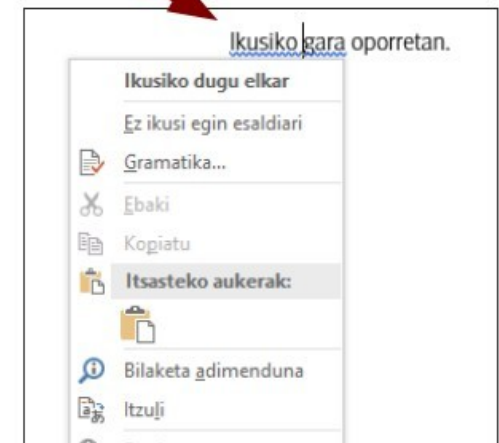 Ikusiko gara oporretan.
Ikusiko dugu elkar
Ez ikusi egin esaldiari
Gramatika...
Ebaki
Kopiatu
Itsasteko aukerak:
Bilaketa adimenduna
Itzuli